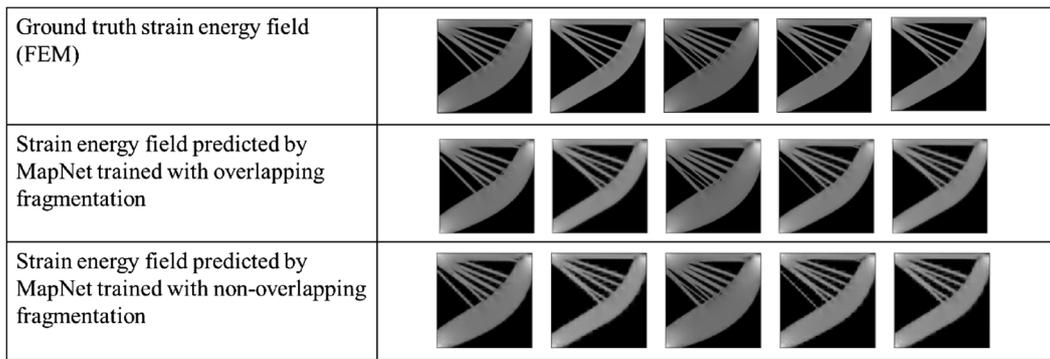 Ground truth strain energy field
(FEM)
Strain energy field predicted by
MapNet trained with overlapping
fragmentation
Strain energy field predicted by
MapNet trained with non-overlapping
fragmentation